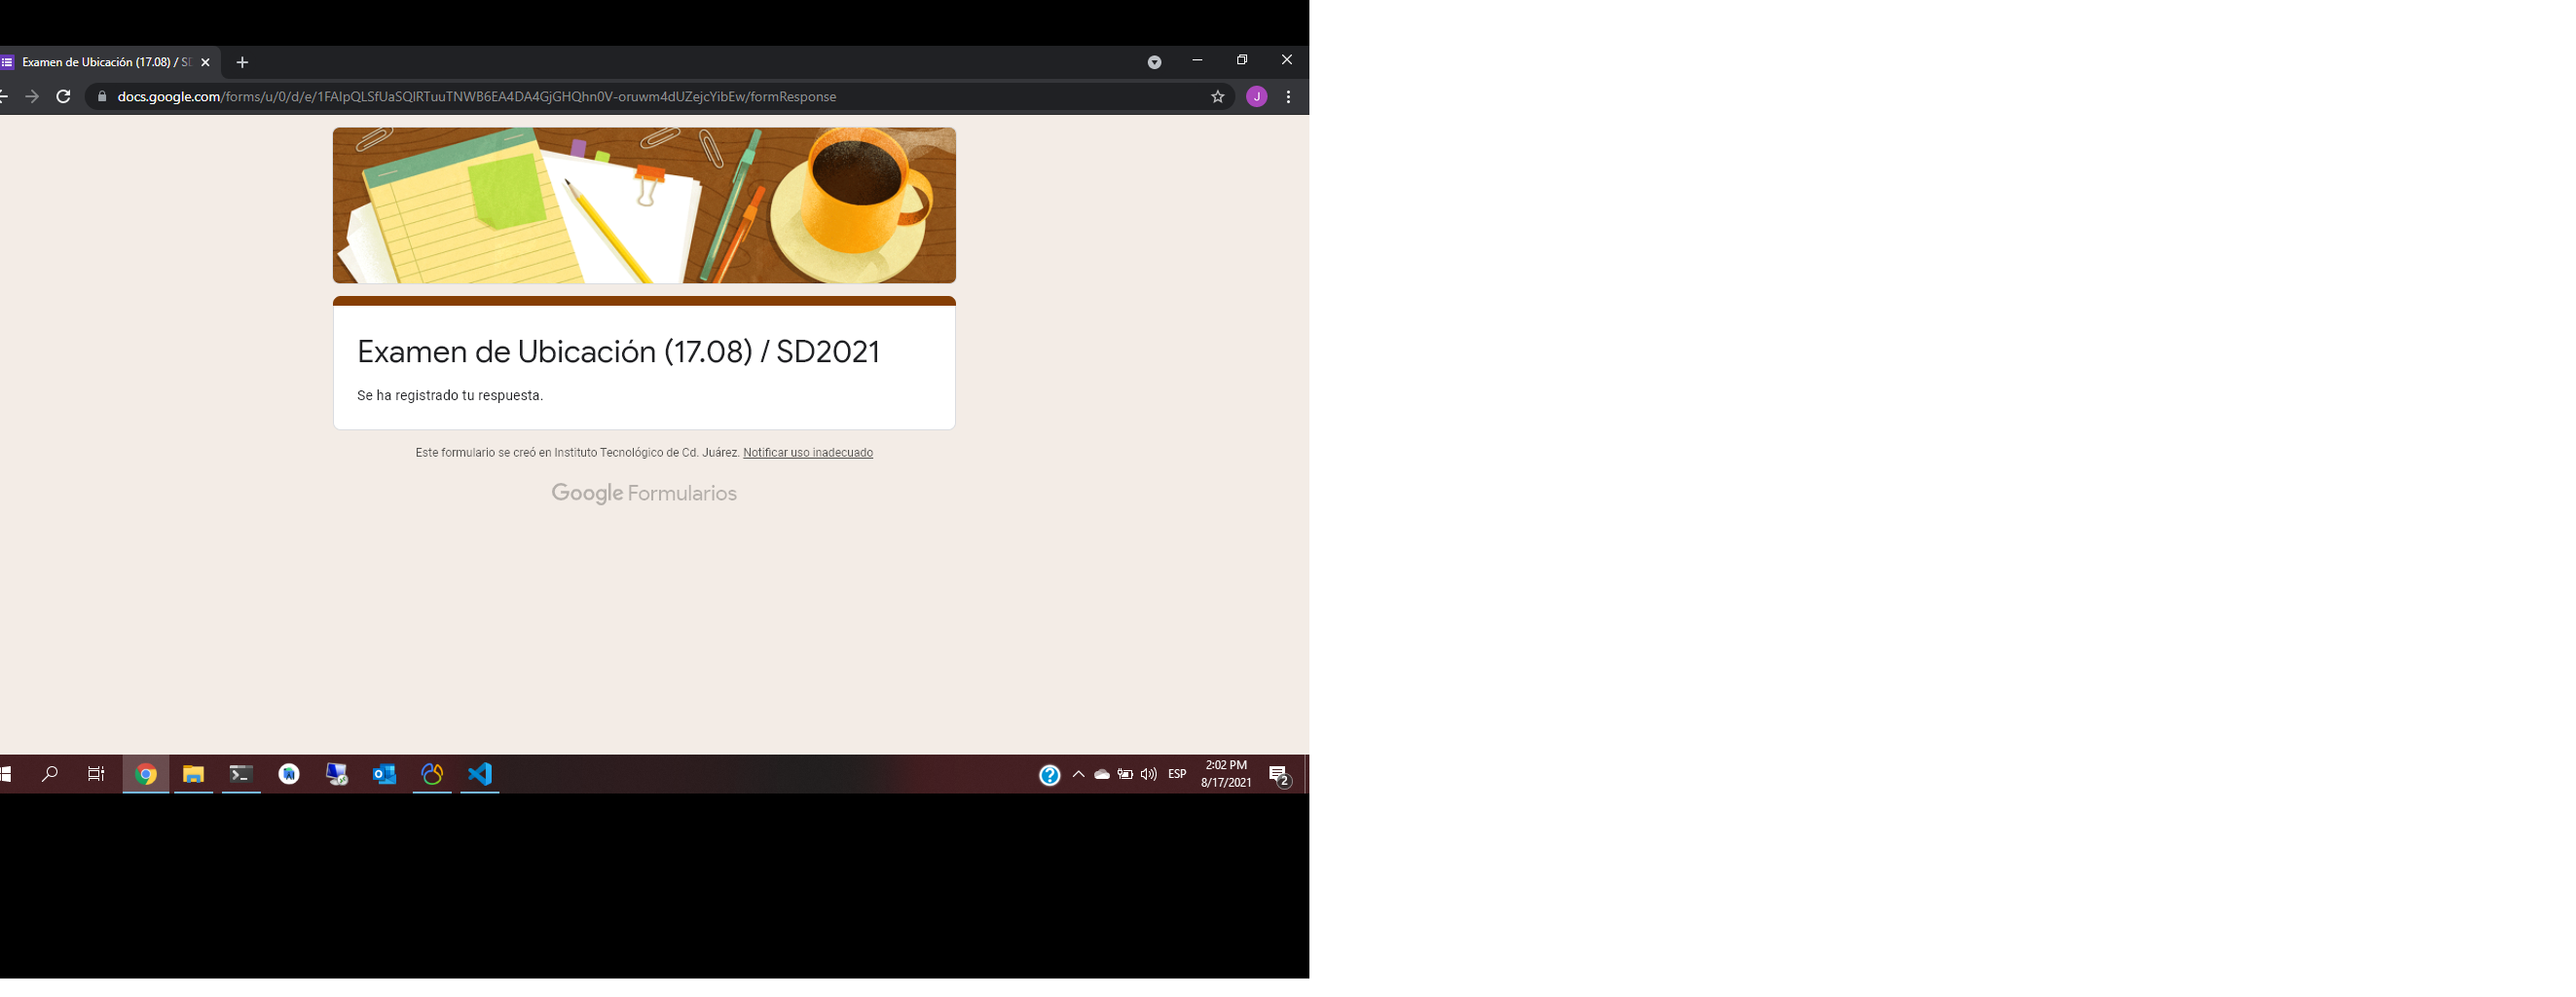 Examen de Ubicación (17.08) / SD
docs.google.com/forms/u/0/d/e/1FAIpQLSfUaSQIRTuuTNWB6EA4DA4GjGHQhn0V-oruwm4dUZejcYibEw/formResponse
J
Examen de Ubicación (17.08) / SD2021
Se ha registrado tu respuesta.
Este formulario se creó en Instituto Tecnológico de Cd. Juárez. Notificar uso inadecuado
Google Formularios
ESP
2:02 PM
8/17/2021
2